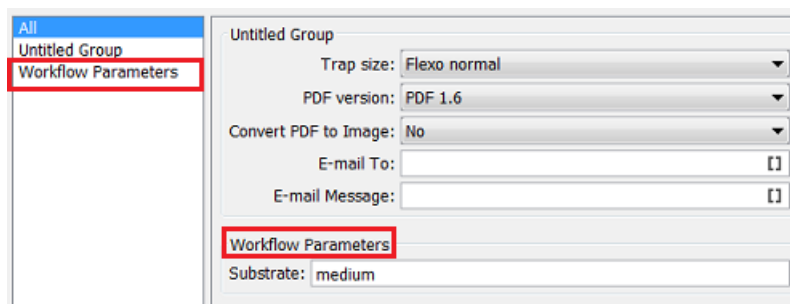 All
Untitled Group
Workflow Parameters
Untitled Group
Trap size: Flexo normal
PDF version: PDF 1.6
Convert PDF to Image: No
E-mail To: []
E-mail Message: []
Workflow Parameters
Substrate: medium